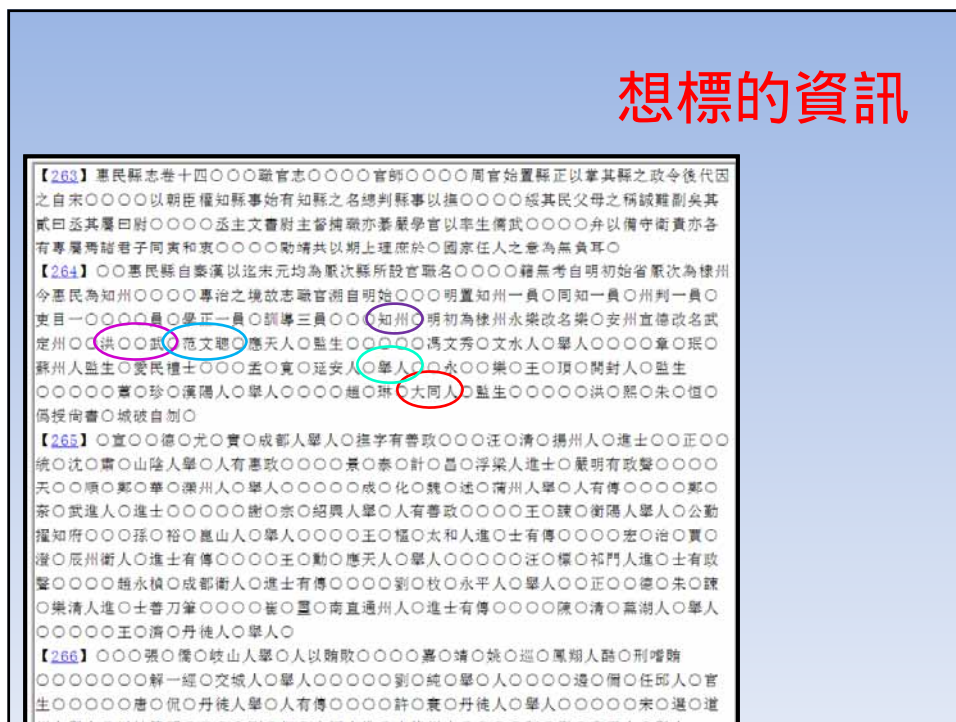 想標的資訊
【263】惠民縣志卷十四○○○職官志○○○○官師○○○○周官始置縣正以掌其縣之政令後代因
之自宋○○○○以朝臣權知縣事始有知縣之名總判縣事以撫○○○○綏其民父母之稱誠難副矣其
貳曰丞其屬曰尉○○○○丞主文書尉主督捕職亦綦嚴學官以率生儒武○○○○弁以備守衛責亦各
有專屬焉諸君子同寅和衷○○○○勖靖共以期上理庶於○國家任人之意為無負耳○
【264】○○惠民縣自秦漢以迄宋元均為厭次縣所設官職名○○○○籍無考自明初始省厭次為棣州
今惠民為知州○○○○專治之境故志職官溯自明始○○○明置知州一員○同知一員○州判一員○
吏目一○○○○員○學正一員○訓導三員○○○知州○明初為棣州永樂改名樂○安州宣德改名武
定州○○洪○○武○范文聰○應天人○監生○○○○○○馮文秀○文水人○舉人○○○○章○珉○
蘇州人監生○愛民禮士○○○孟○寬○延安人○舉人○○永○○樂○王○頂○開封人○監生
○○○○○蕭○珍○漢陽人○舉人○○○○趙○琳○大同人○監生○○○○○洪○熙○朱○恒○
偽授尚書○城破自刎○
【265】○宣○○德○尤○實○成都人舉人○撫字有善政○○○汪○清○揚州人○進士○○正○○
統○沈○肅○山陰人舉○人有惠政○○○○景○泰○計○昌○浮梁人進士○嚴明有政聲○○○○
天○○順○鄭○華○灤州人○舉人○○○○○成○化○魏○述○蒲州人舉○人有傳○○○○鄭○
泰○武進人○進士○○○○○謝○宗○紹興人舉○人有善政○○○○王○諫○衡陽人舉人○公勤
擢知府○○○孫○裕○崑山人○舉人○○○○王○樞○太和人進○士有傳○○○○宏○治○賈○
澄○辰州衛人○進士有傳○○○○王○勳○應天人○舉人○○○○○汪○標○祁門人進○士有政
聲○○○○趙永楨○成都衛人○進士有傳○○○○劉○枚○永平人○舉人○○正○○德○朱○諫
○樂清人進○士善刀筆○○○○崔○璽○南直通州人○進士有傳○○○○陳○清○蕪湖人○舉人
○○○○○王○濟○丹徒人○舉人○
【266】○○○張○僑○岐山人舉○人以賄敗○○○○嘉○靖○姚○巡○鳳翔人酷○刑嗜賄
○○○○○○○解一經○交城人○舉人○○○○○劉○純○舉○人○○○○邊○僩○任邱人○官
生○○○○○唐○侃○丹徒人舉人○人有傳○○○○許○袞○丹徒人○舉人○○○○○宋○選○道